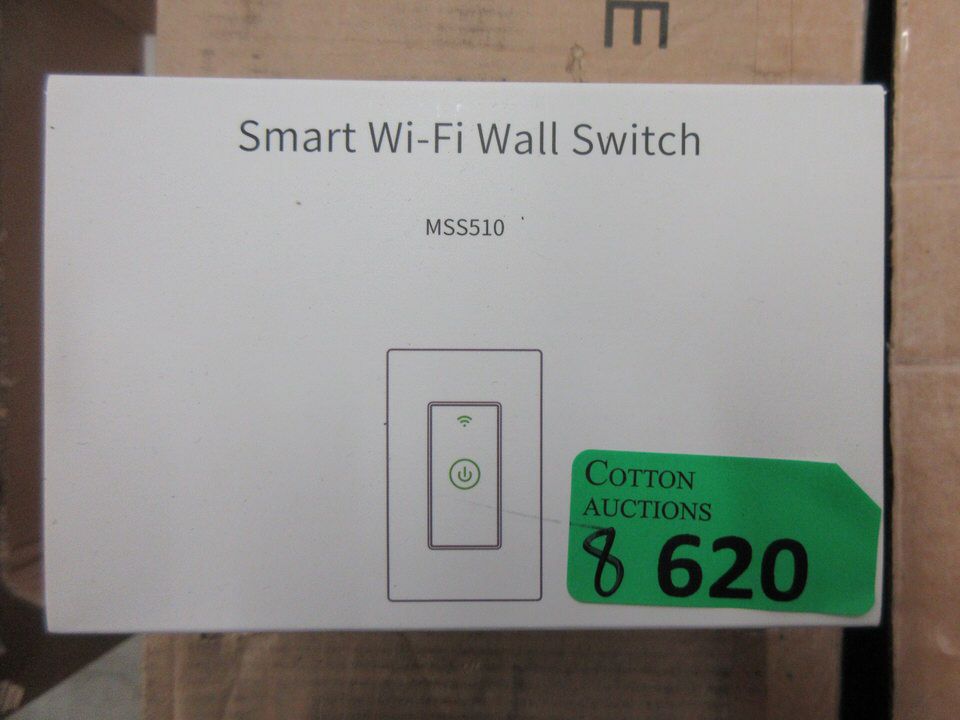 E
Smart Wi-Fi Wall Switch
MSS510
COTTON
AUCTIONS
8 620